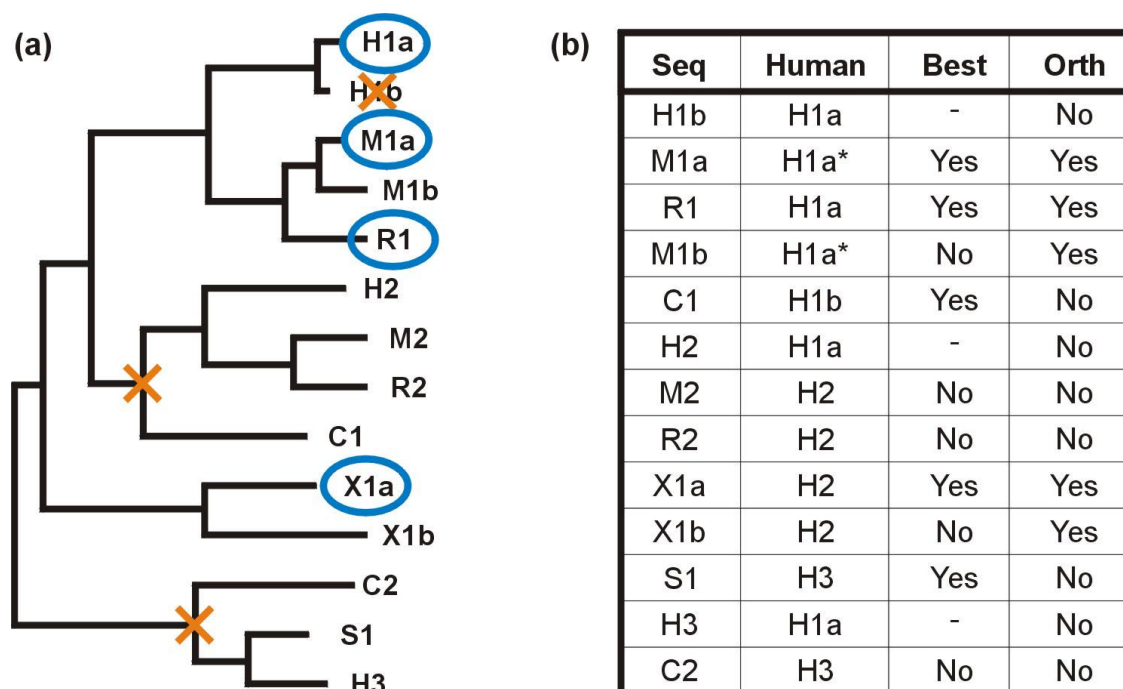 (a)
H1a
H1b
M1a
M1b
R1
H2
M2
R2
C1
X1a
X1b
C2
S1
H3
(b)
Seq Human Best Orth
H1b H1a - No
M1a H1a* Yes Yes
R1 H1a Yes Yes
M1b H1a* No Yes
C1 H1b Yes No
H2 H1a - No
M2 H2 No No
R2 H2 No No
X1a H2 Yes Yes
X1b H2 No Yes
S1 H3 Yes No
H3 H1a - No
C2 H3 No No